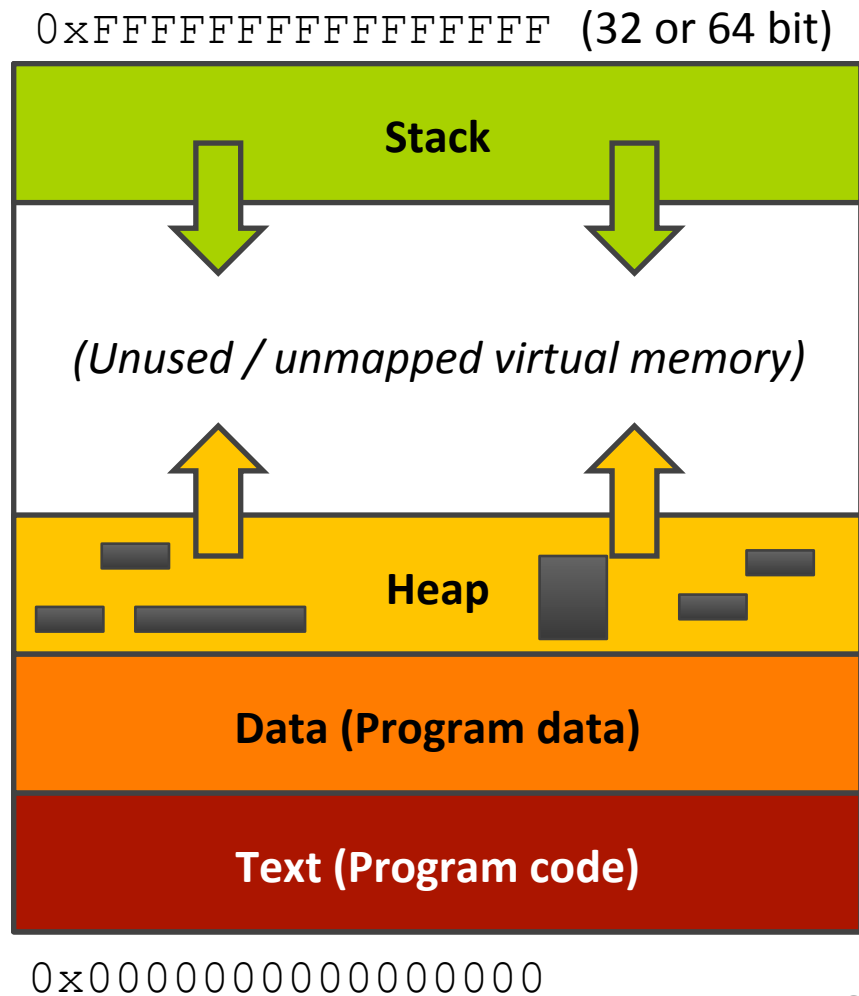 0xFFFFFFFFFFFFFFFF (32 or 64 bit)
Stack
(Unused / unmapped virtual memory)
Heap
Data (Program data)
Text (Program code)
0x0000000000000000